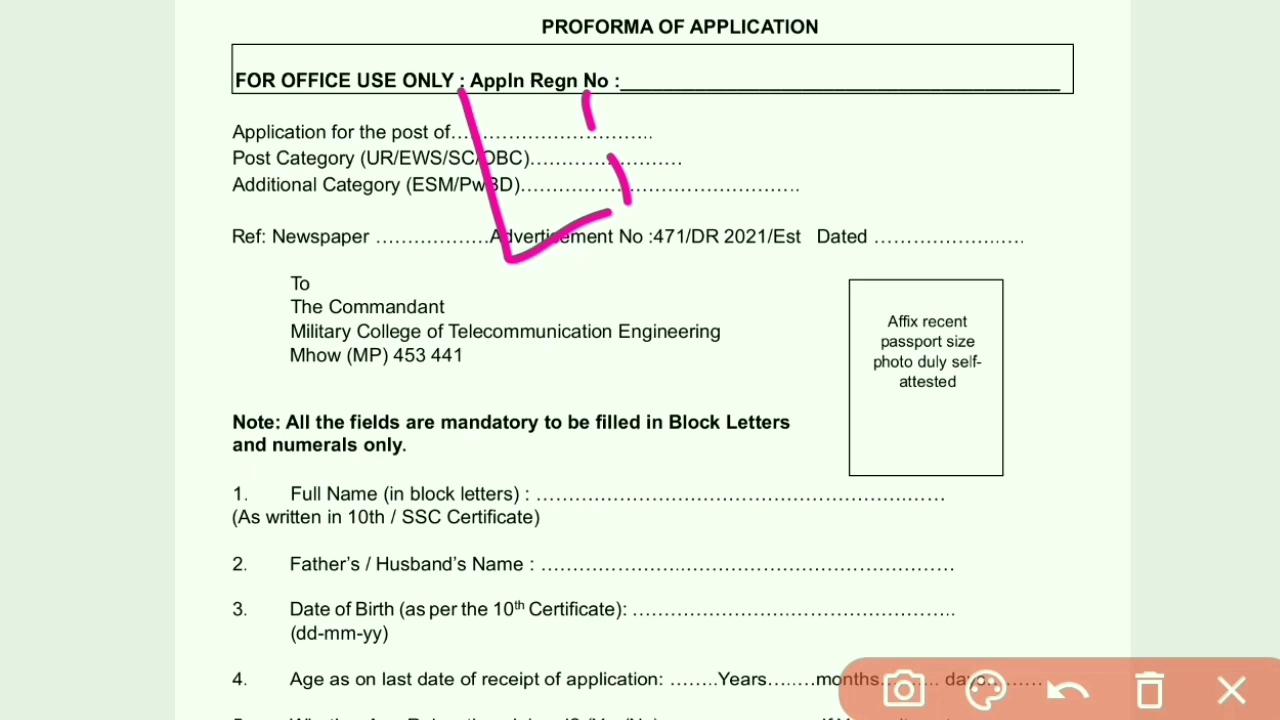 PROFORMA OF APPLICATION
FOR OFFICE USE ONLY : Appln Regn No :________________________________________
Application for the post of…………………………..
Post Category (UR/EWS/SC/OBC)……………………
Additional Category (ESM/PwBD)…………………………………….
Ref: Newspaper ………………Advertisement No :471/DR 2021/Est Dated …………………..
To
The Commandant
Military College of Telecommunication Engineering
Mhow (MP) 453 441
Affix recent
passport size
photo duly self-
attested
Note: All the fields are mandatory to be filled in Block Letters
and numerals only.
1. Full Name (in block letters) : ………………………………………………………
(As written in 10th / SSC Certificate)
2. Father's / Husband's Name : ………………………………………………………
3. Date of Birth (as per the 10th Certificate): …………………………………………..
(dd-mm-yy)
4. Age as on last date of receipt of application: ……..Years…..…months……... days………